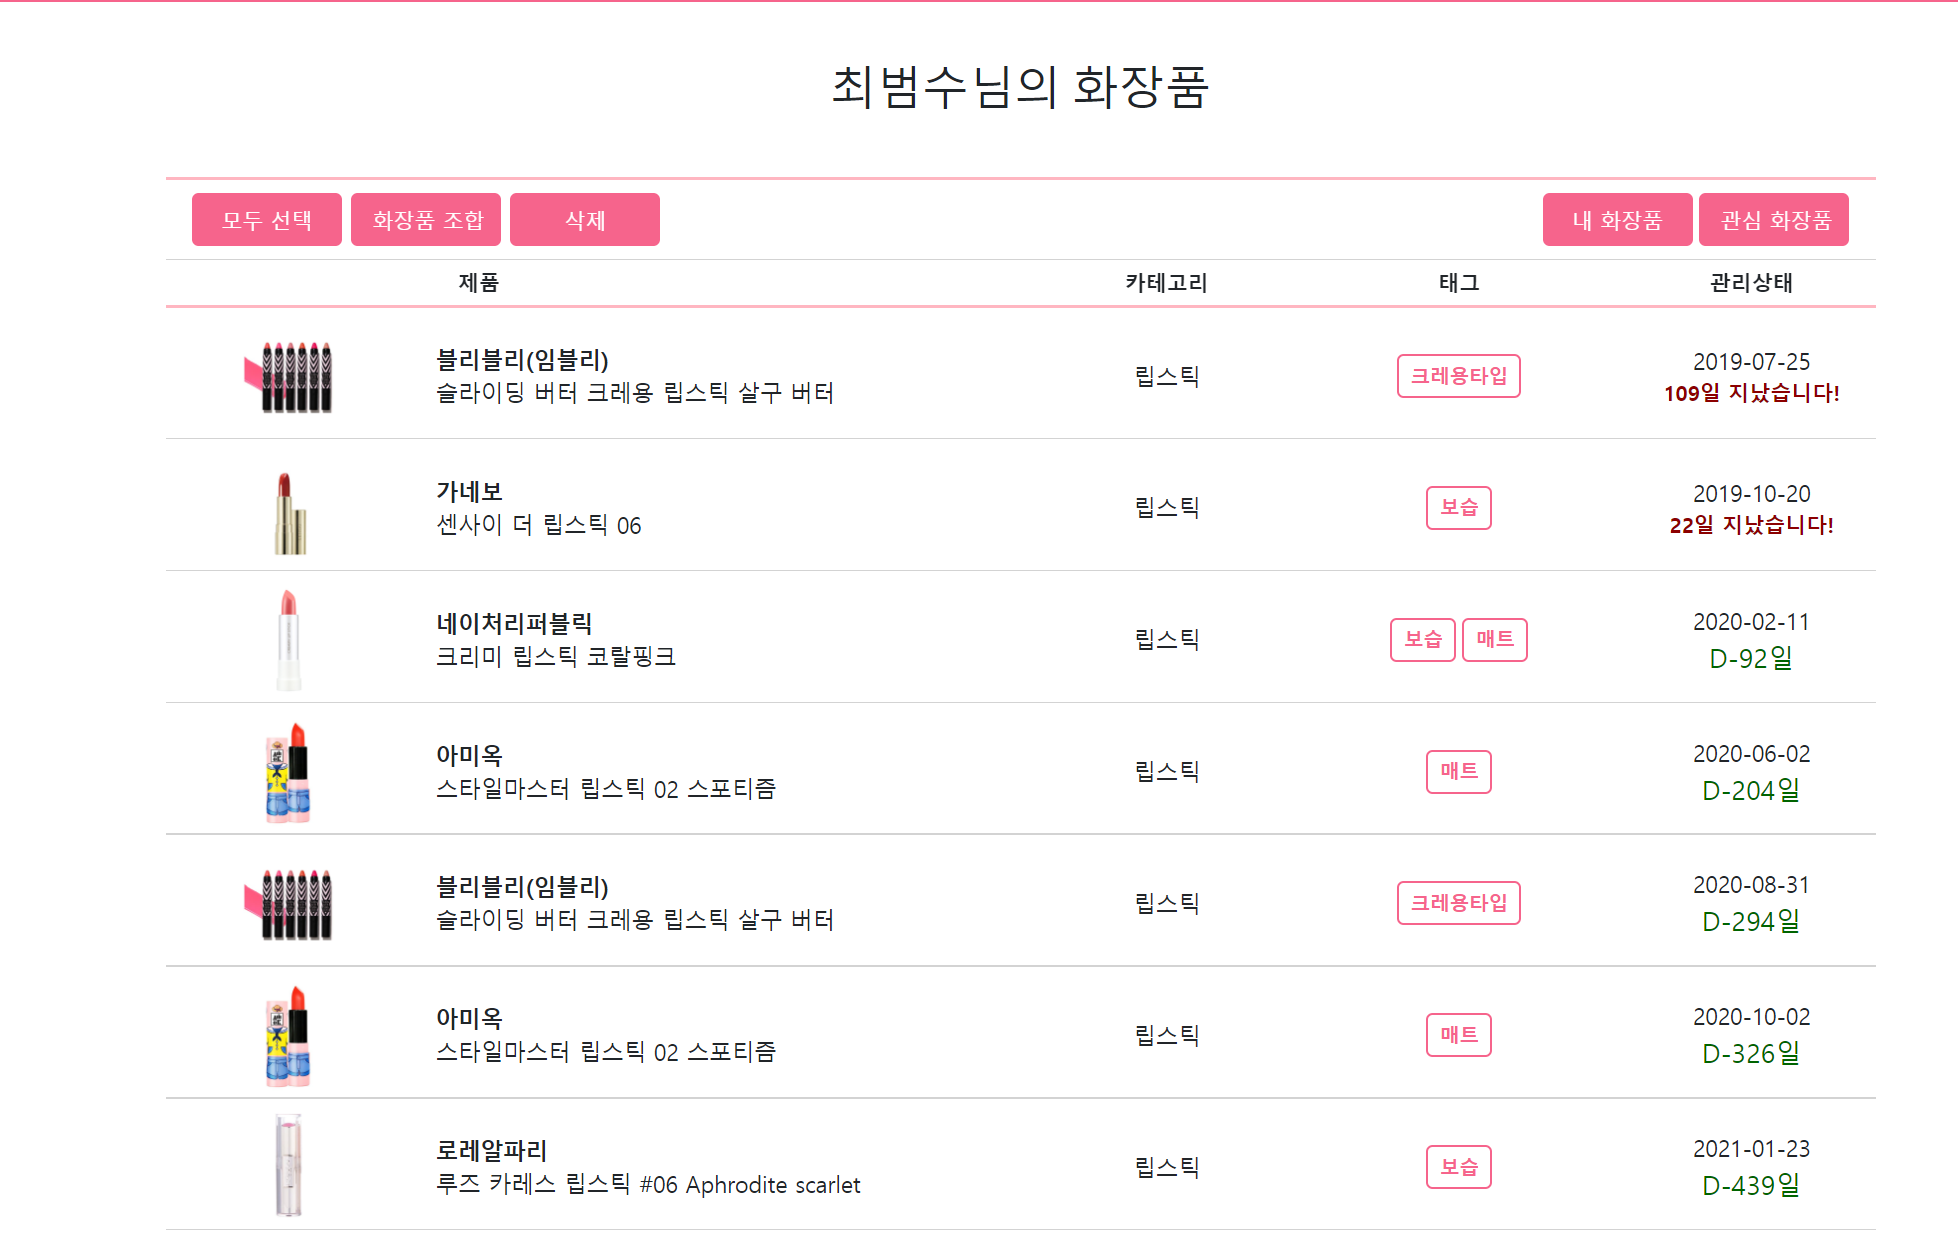 최범수님의 화장품
모두 선택 화장품 조합 삭제 내 화장품 관심 화장품
제품 카테고리 태그 관리상태
블리블리(임블리)
슬라이딩 버터 크레용 립스틱 살구 버터
립스틱
크레용타입
2019-07-25
109일 지났습니다!
가네보
센사이 더 립스틱 06
립스틱
보습
2019-10-20
22일 지났습니다!
네이처리퍼블릭
크리미 립스틱 코랄핑크
립스틱
보습 매트
2020-02-11
D-92일
아미옥
스타일마스터 립스틱 02 스포티즘
립스틱
매트
2020-06-02
D-204일
블리블리(임블리)
슬라이딩 버터 크레용 립스틱 살구 버터
립스틱
크레용타입
2020-08-31
D-294일
아미옥
스타일마스터 립스틱 02 스포티즘
립스틱
매트
2020-10-02
D-326일
로레알파리
루즈 카레스 립스틱 #06 Aphrodite scarlet
립스틱
보습
2021-01-23
D-439일